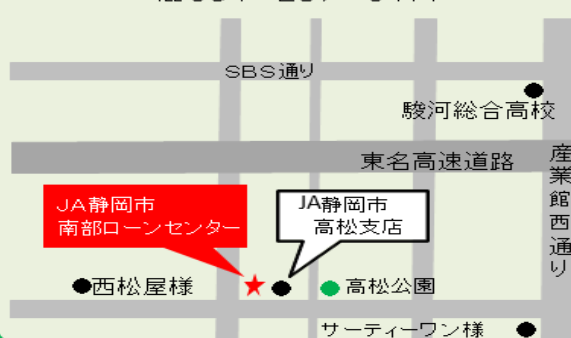 SBS通り
駿河総合高校
東名高速道路
産業館西通り
JA静岡市
南部ローンセンター
JA静岡市
高松支店
西松屋様
高松公園
サーティーワン様